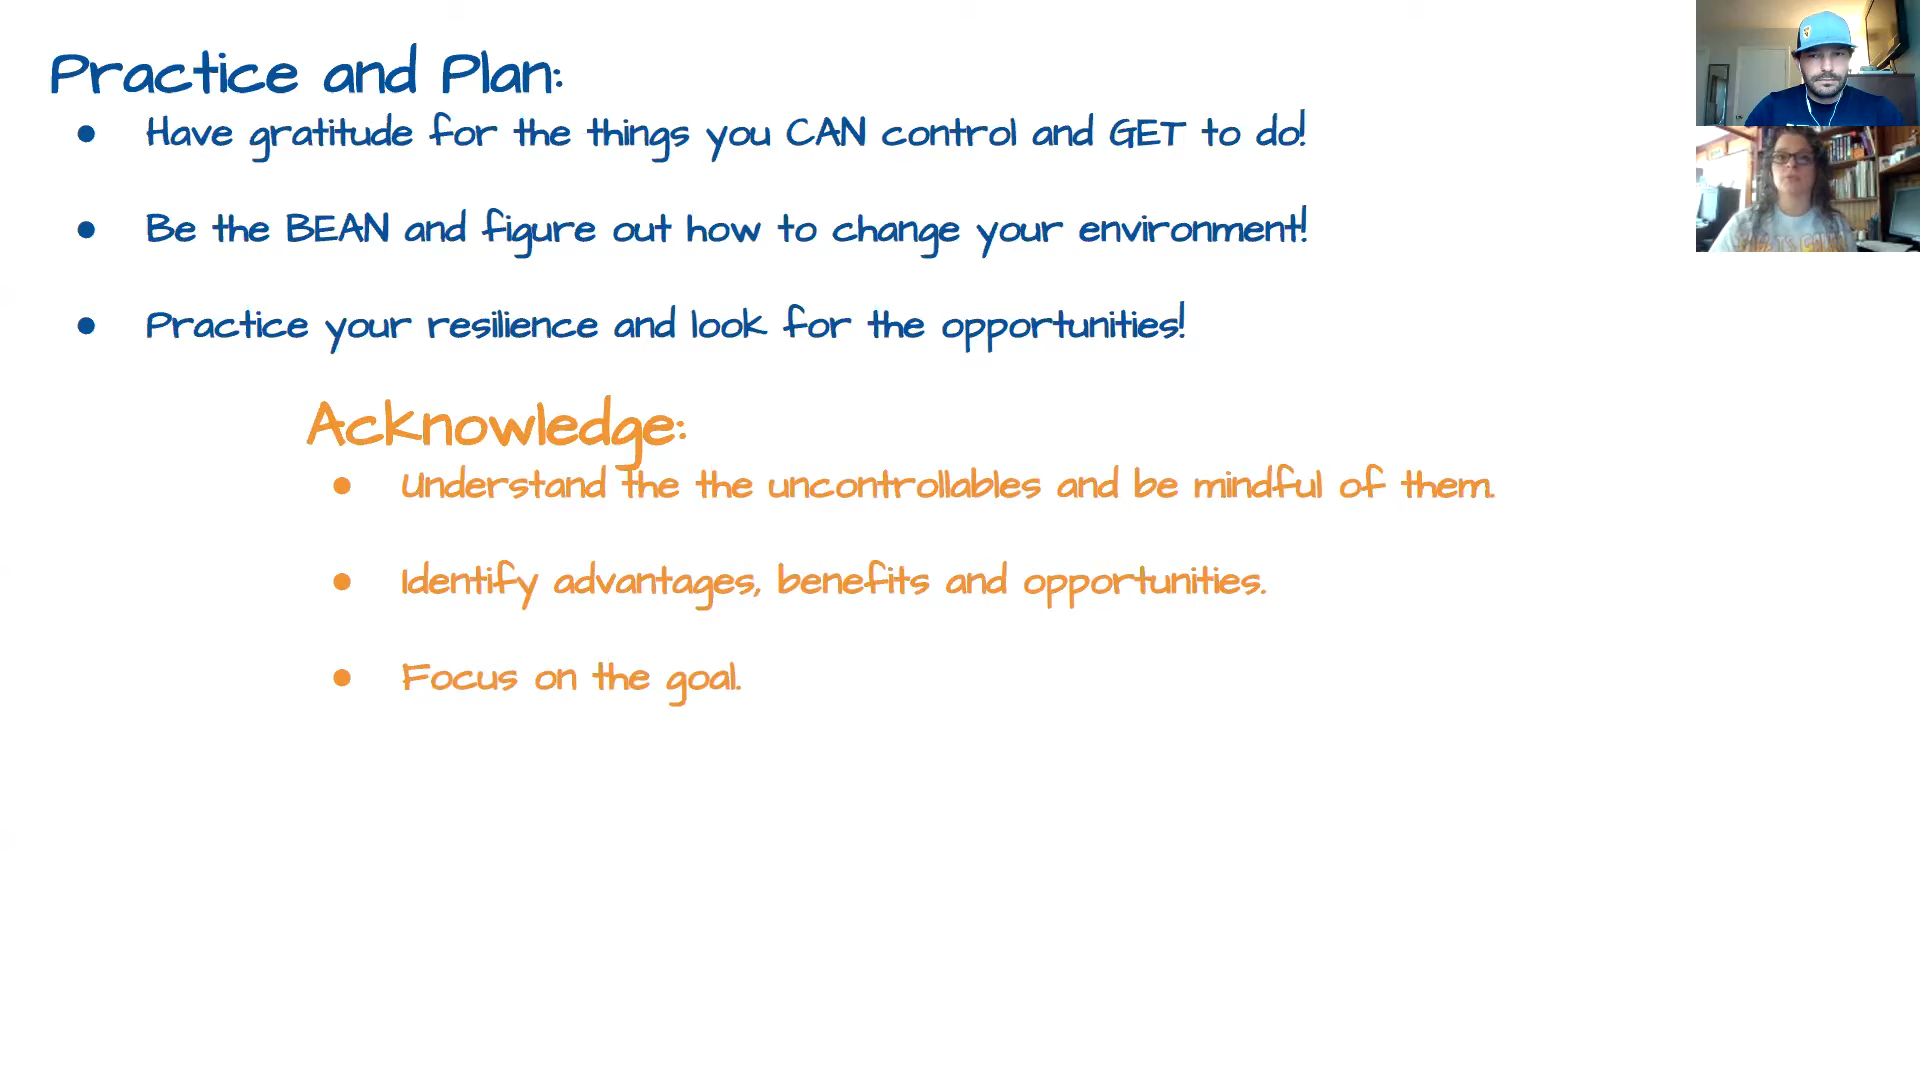 Practice and Plan:
● Have gratitude for the things you CAN control and GET to do!
● Be the BEAN and figure out how to change your environment!
● Practice your resilience and look for the opportunities!
Acknowledge:
● Understand the the uncontrollables and be mindful of them.
● Identify advantages, benefits and opportunities.
● Focus on the goal.